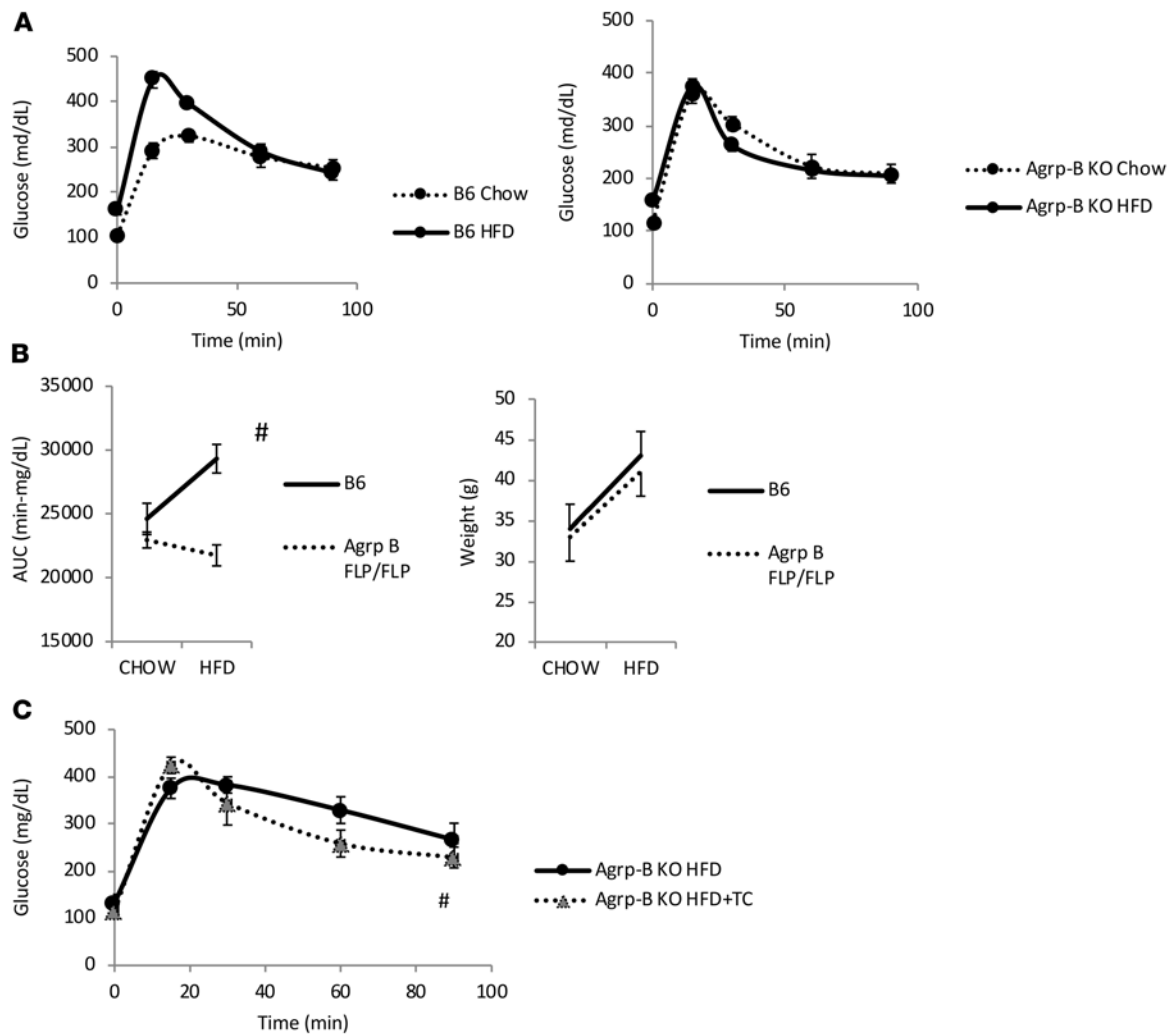 A
500
400
300
200
100
0
Glucose (md/dL)
0 50 100
Time (min)
B6 Chow
B6 HFD
500
400
300
200
100
0
Glucose (md/dL)
0 50 100
Time (min)
Agrp-B KO Chow
Agrp-B KO HFD
B
35000
30000
25000
20000
15000
AUC (min-mg/dL)
CHOW HFD
#
B6
Agrp B
FLP/FLP
50
45
40
35
30
25
20
Weight (g)
CHOW HFD
B6
Agrp B
FLP/FLP
C
500
400
300
200
100
0
Glucose (mg/dL)
0 20 40 60 80 100
Time (min)
#
Agrp-B KO HFD
Agrp-B KO HFD+TC